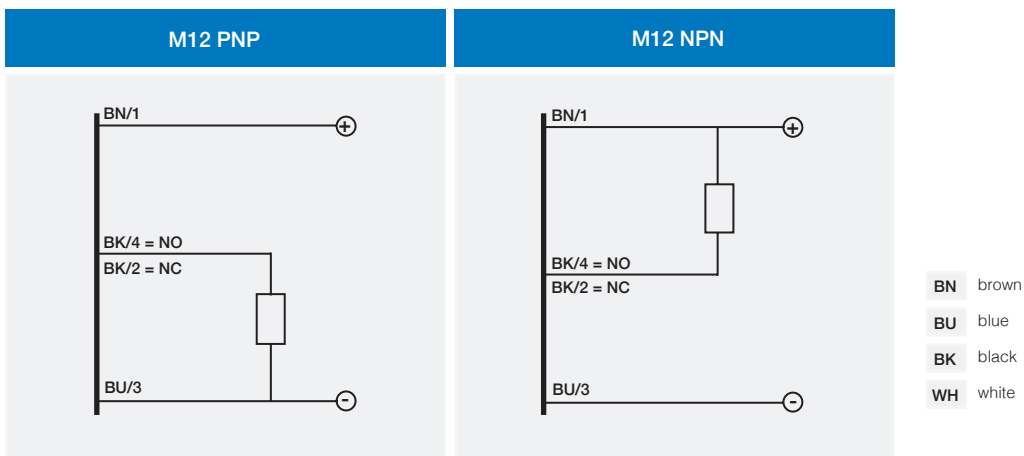 M12 PNP
BN/1
+
BK/4 = NO
BK/2 = NC
BU/3
-
M12 NPN
BN/1
+
BK/4 = NO
BK/2 = NC
BU/3
-
BN brown
BU blue
BK black
WH white